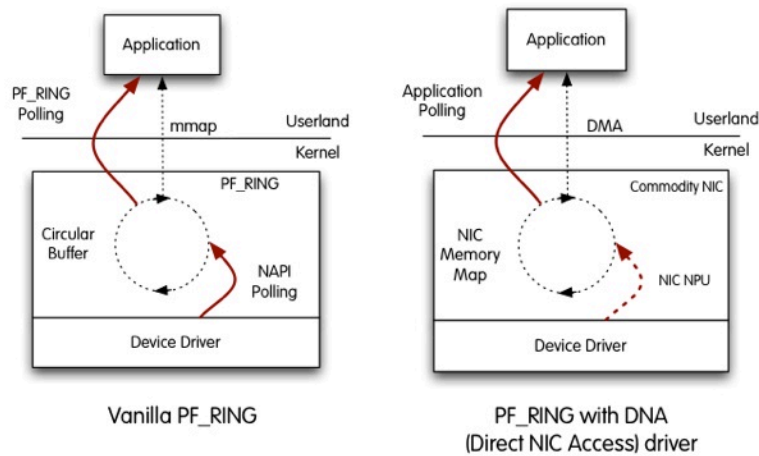 Application
PF_RING
Polling
mmap
Userland
Kernel
PF_RING
Circular
Buffer
NAPI
Polling
Device Driver
Vanilla PF_RING
Application
Application
Polling
DMA
Userland
Kernel
Commodity NIC
NIC
Memory
Map
NIC NPU
Device Driver
PF_RING with DNA
(Direct NIC Access) driver